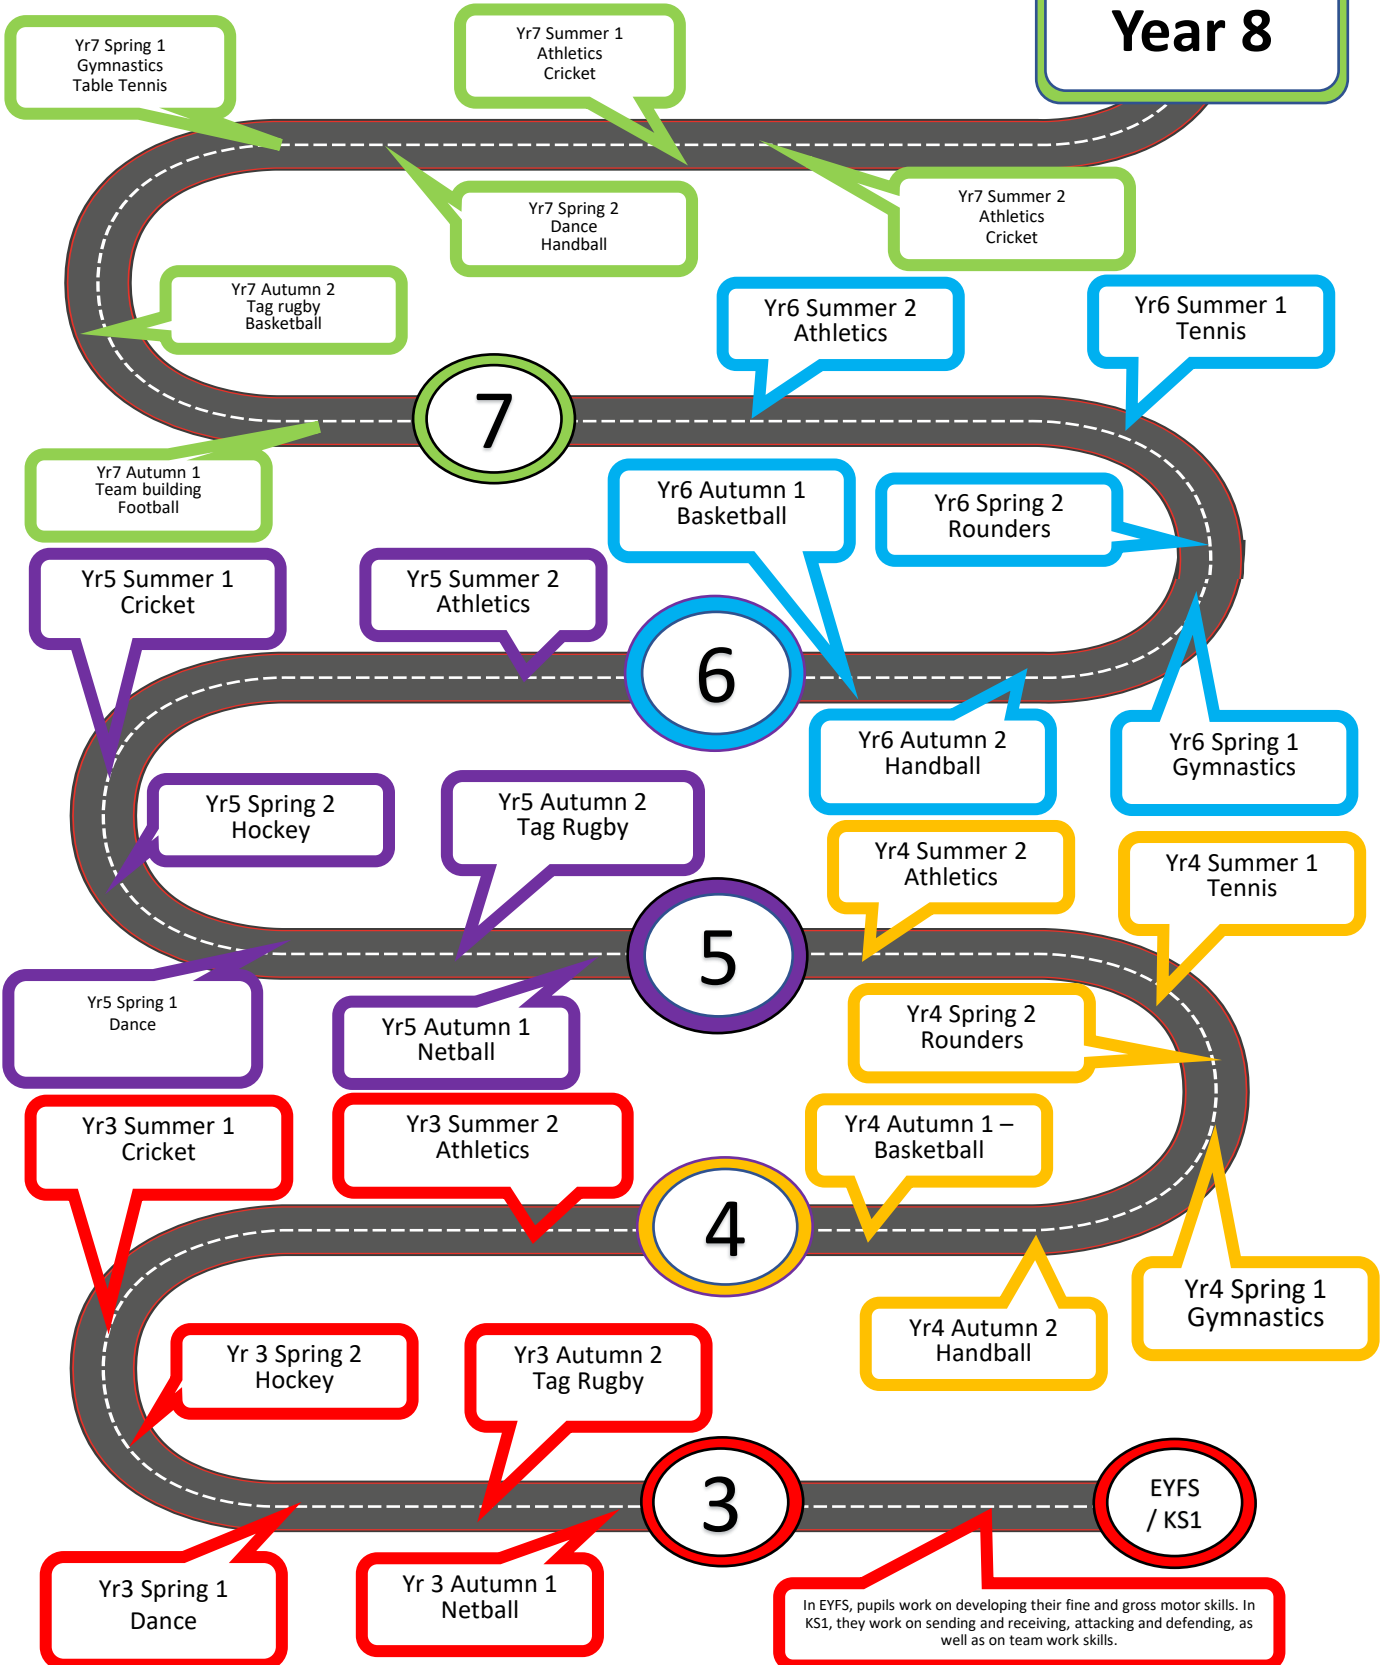 Year 8
Yr7 Spring 1
Gymnastics
Table Tennis
Yr7 Summer 1
Athletics
Cricket
Yr7 Spring 2
Dance
Handball
Yr7 Summer 2
Athletics
Cricket
Yr7 Autumn 2
Tag rugby
Basketball
Yr6 Summer 2
Athletics
Yr6 Summer 1
Tennis
7
Yr7 Autumn 1
Team building
Football
Yr6 Autumn 1
Basketball
Yr6 Spring 2
Rounders
Yr5 Summer 1
Cricket
Yr5 Summer 2
Athletics
6
Yr6 Autumn 2
Handball
Yr6 Spring 1
Gymnastics
Yr5 Spring 2
Hockey
Yr5 Autumn 2
Tag Rugby
Yr4 Summer 2
Athletics
Yr4 Summer 1
Tennis
5
Yr5 Spring 1
Dance
Yr5 Autumn 1
Netball
Yr4 Spring 2
Rounders
Yr3 Summer 1
Cricket
Yr3 Summer 2
Athletics
Yr4 Autumn 1 –
Basketball
4
Yr4 Autumn 2
Handball
Yr4 Spring 1
Gymnastics
Yr 3 Spring 2
Hockey
Yr3 Autumn 2
Tag Rugby
3
EYFS
/ KS1
Yr3 Spring 1
Dance
Yr 3 Autumn 1
Netball
In EYFS, pupils work on developing their fine and gross motor skills. In
KS1, they work on sending and receiving, attacking and defending, as
well as on team work skills.